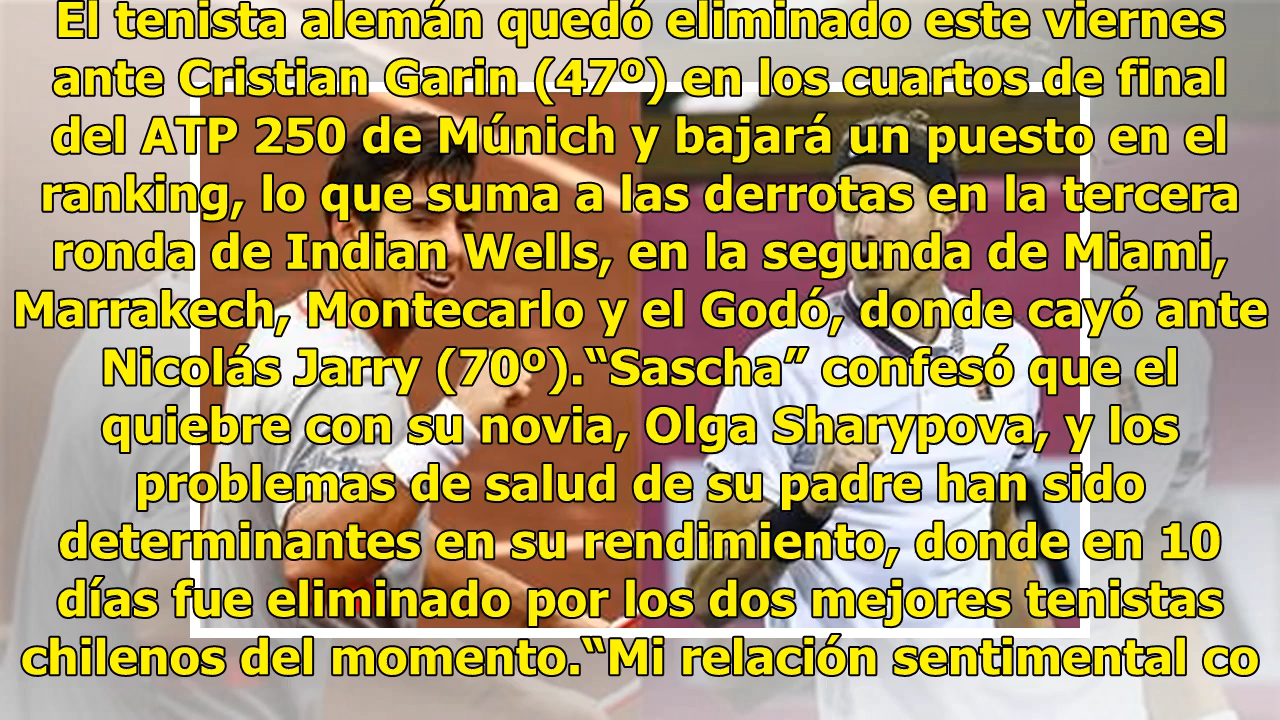 El tenista alemán quedó eliminado este viernes
ante Cristian Garin (47º) en los cuartos de final
del ATP 250 de Múnich y bajará un puesto en el
ranking, lo que suma a las derrotas en la tercera
ronda de Indian Wells, en la segunda de Miami,
Marrakech, Montecarlo y el Godó, donde cayó ante
Nicolás Jarry (70º).“Sascha” confesó que el
quiebre con su novia, Olga Sharypova, y los
problemas de salud de su padre han sido
determinantes en su rendimiento, donde en 10
días fue eliminado por los dos mejores tenistas
chilenos del momento.“Mi relación sentimental co